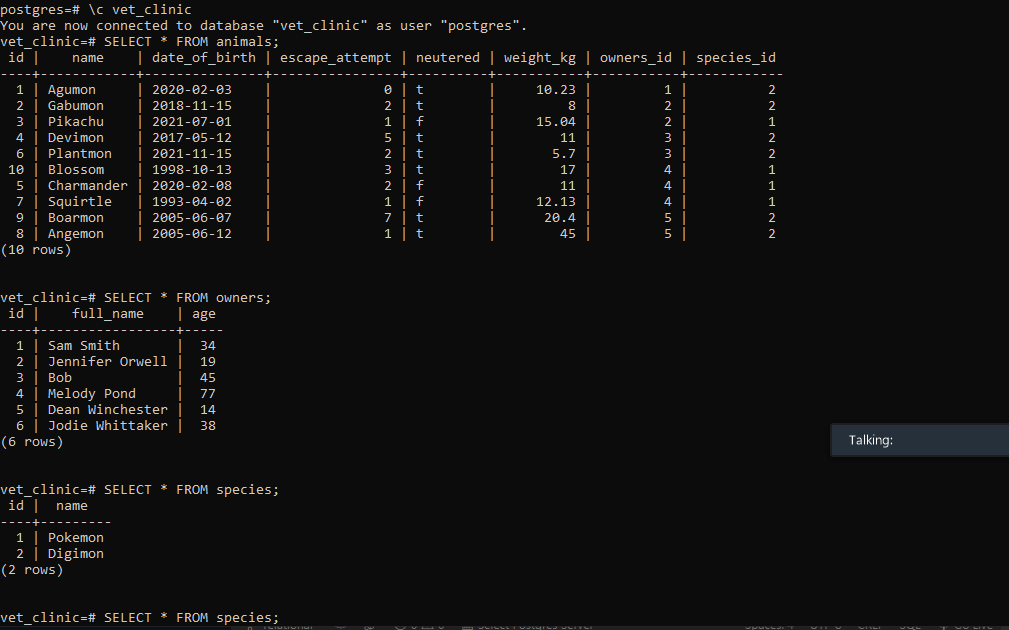 postgres=# \c vet_clinic
You are now connected to database "vet_clinic" as user "postgres".
vet_clinic=# SELECT * FROM animals;
 id |    name    | date_of_birth | escape_attempt | neutered | weight_kg | owners_id | species_id
----+------------+---------------+----------------+----------+-----------+-----------+------------
  1 | Agumon     | 2020-02-03    |              0 | t        |     10.23 |         1 |          2
  2 | Gabumon    | 2018-11-15    |              2 | t        |         8 |         2 |          2
  3 | Pikachu    | 2021-07-01    |              1 | f        |     15.04 |         2 |          1
  4 | Devimon    | 2017-05-12    |              5 | t        |        11 |         3 |          2
  6 | Plantmon   | 2021-11-15    |              2 | t        |       5.7 |         3 |          2
 10 | Blossom    | 1998-10-13    |              3 | t        |        17 |         4 |          1
  5 | Charmander | 2020-02-08    |              2 | f        |        11 |         4 |          1
  7 | Squirtle   | 1993-04-02    |              1 | f        |     12.13 |         4 |          1
  9 | Boarmon    | 2005-06-07    |              7 | t        |      20.4 |         5 |          2
  8 | Angemon    | 2005-06-12    |              1 | t        |        45 |         5 |          2
(10 rows)
vet_clinic=# SELECT * FROM owners;
 id |    full_name    | age
----+-----------------+-----
  1 | Sam Smith       |  34
  2 | Jennifer Orwell |  19
  3 | Bob             |  45
  4 | Melody Pond     |  77
  5 | Dean Winchester |  14
  6 | Jodie Whittaker |  38
(6 rows)
Talking:
vet_clinic=# SELECT * FROM species;
 id |  name
----+---------
  1 | Pokemon
  2 | Digimon
(2 rows)
vet_clinic=# SELECT * FROM species;